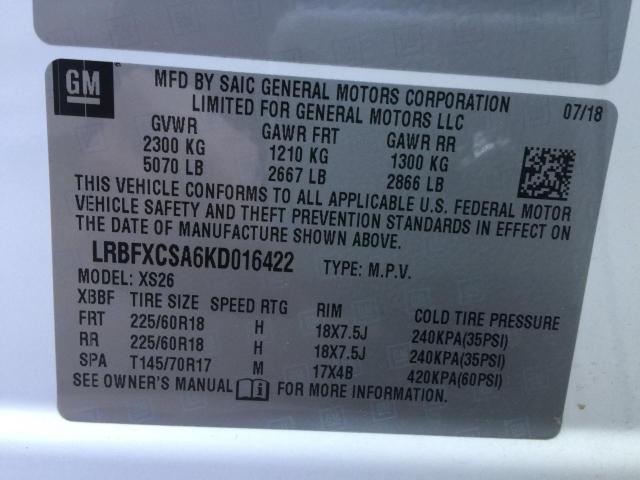 GM
MFD BY SAIC GENERAL MOTORS CORPORATION
LIMITED FOR GENERAL MOTORS LLC
07/18
GVWR GAWR FRT GAWR RR
2300 KG 1210 KG 1300 KG
5070 LB 2667 LB 2866 LB
THIS VEHICLE CONFORMS TO ALL APPLICABLE U.S. FEDERAL MOTOR
VEHICLE SAFETY AND THEFT PREVENTION STANDARDS IN EFFECT ON
THE DATE OF MANUFACTURE SHOWN ABOVE.
LRBFXCSA6KD016422 TYPE: M.P.V.
MODEL: XS26
XBBF TIRE SIZE SPEED RTG RIM COLD TIRE PRESSURE
FRT 225/60R18 H 18X7.5J 240KPA(35PSI)
RR 225/60R18 H 18X7.5J 240KPA(35PSI)
SPA T145/70R17 M 17X4B 420KPA(60PSI)
SEE OWNER'S MANUAL FOR MORE INFORMATION.